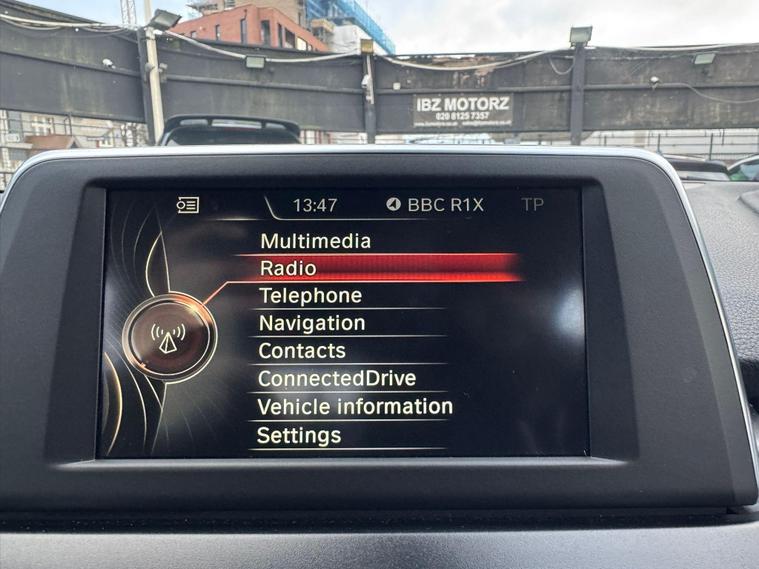 IBZ MOTORZ
020 8125 7357
13:47 BBC R1X TP
Multimedia
Radio
Telephone
Navigation
Contacts
ConnectedDrive
Vehicle information
Settings